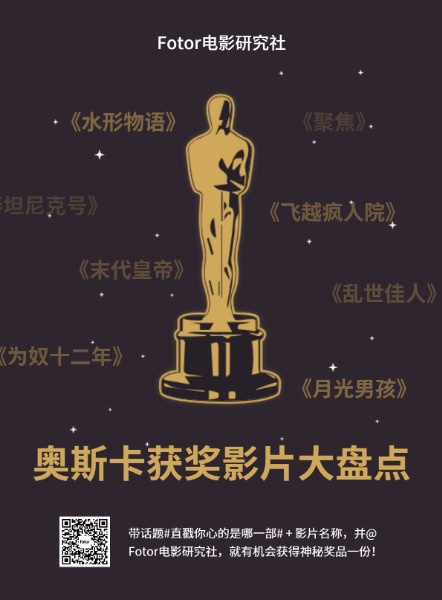 Fotor电影研究社
《水形物语》
《聚焦》
坦尼克号》
《飞越疯人院》
《末代皇帝》
《乱世佳人》
《为奴十二年》
《月光男孩》
奥斯卡获奖影片大盘点
带话题#直戳你心的是哪一部# + 影片名称，并@
Fotor电影研究社，就有机会获得神秘奖品一份！